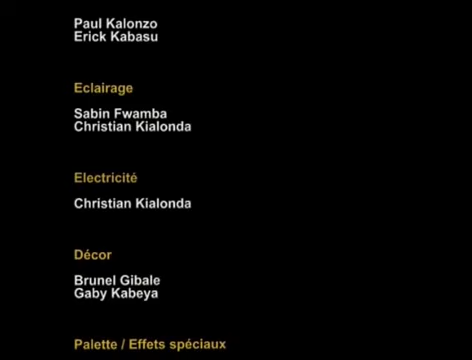 Paul Kalonzo
Erick Kabasu
Eclairage
Sabin Fwamba
Christian Kialonda
Electricité
Christian Kialonda
Décor
Brunel Gibale
Gaby Kabeya
Palette / Effets spéciaux